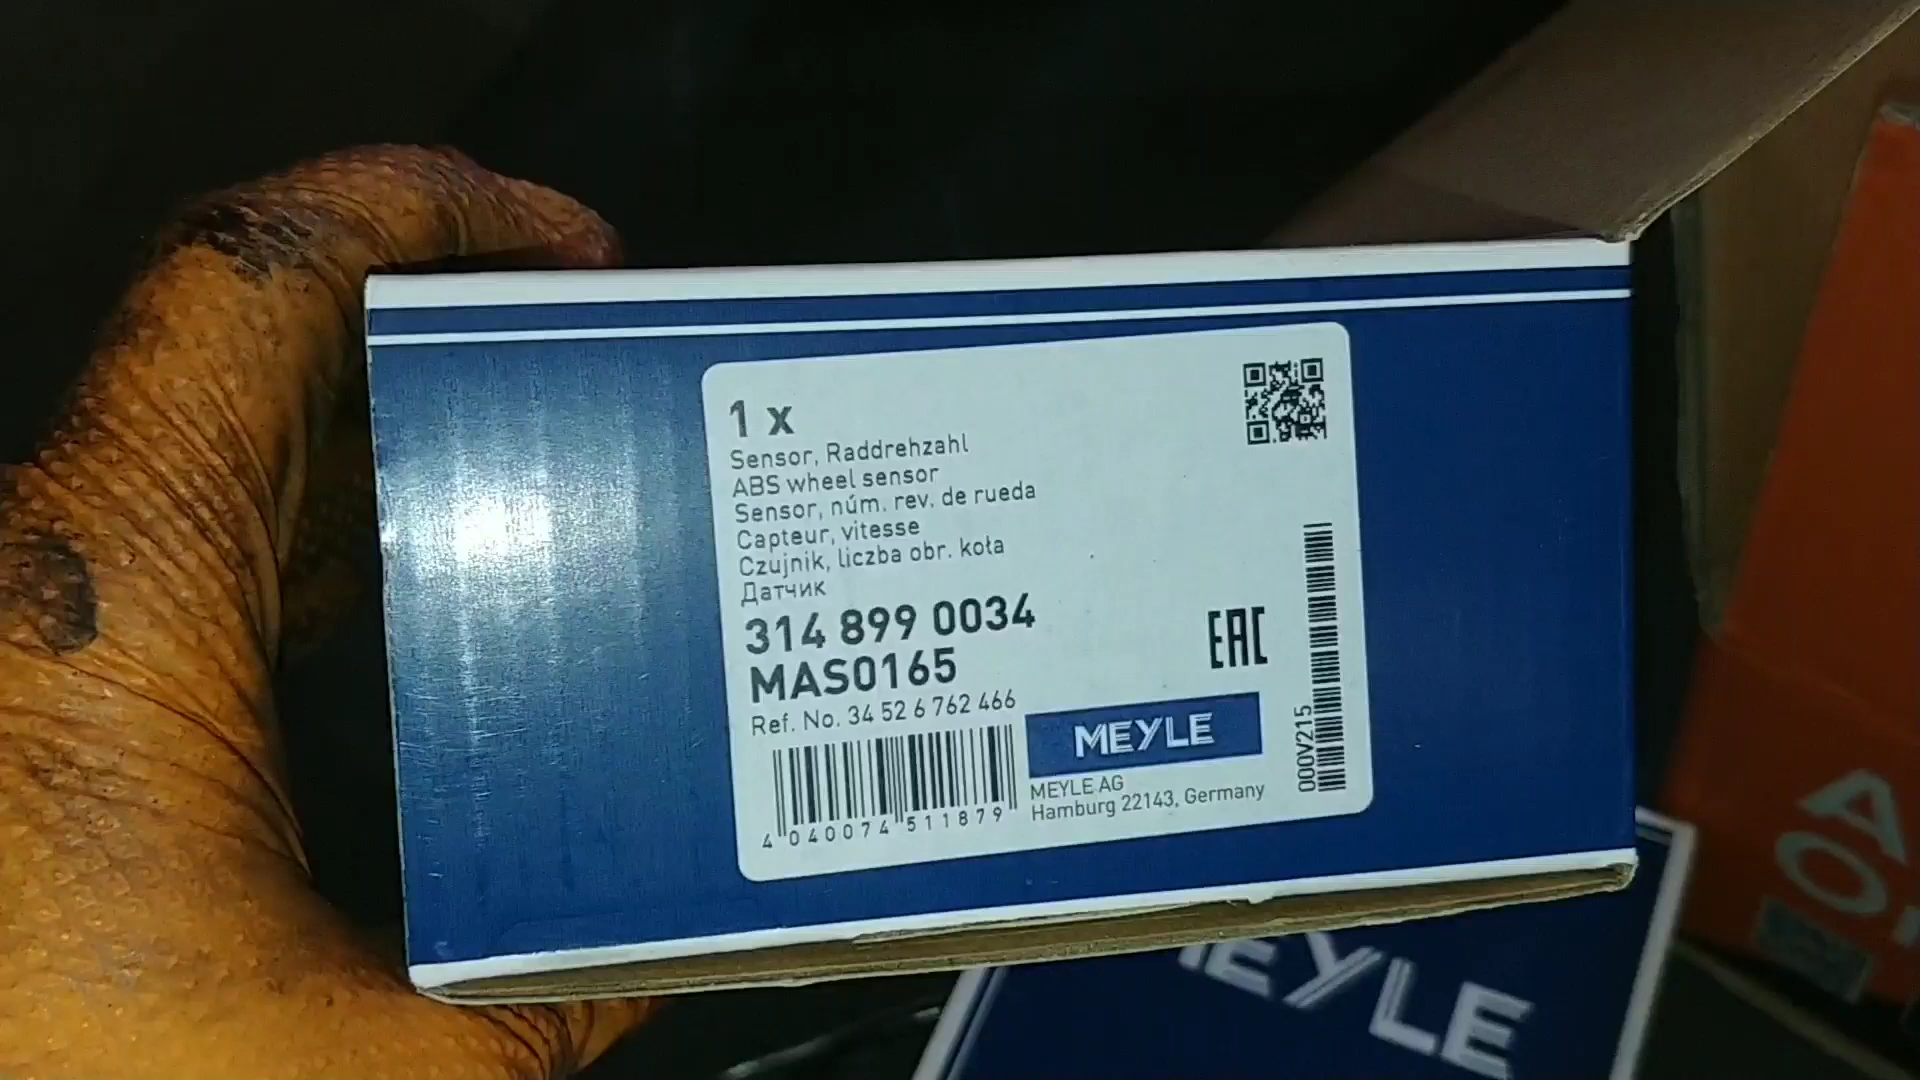 1 x
Sensor, Raddrehzahl
ABS wheel sensor
Sensor, núm. rev. de rueda
Capteur, vitesse
Czujnik, liczba obr. koła
Датчик
314 899 0034
MAS0165
Ref. No. 34 52 6 762 466
4 040074 511879
MEYLE
MEYLE AG
Hamburg 22143, Germany
EAC
000V215
MEYLE